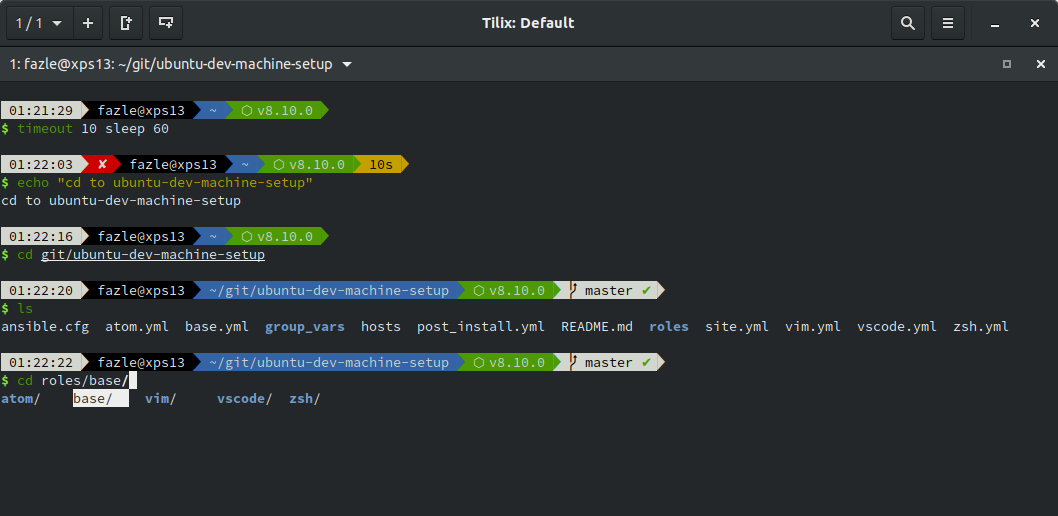 1 / 1
Tilix: Default
1: fazle@xps13: ~/git/ubuntu-dev-machine-setup
01:21:29 fazle@xps13 ~ ⬡ v8.10.0
$ timeout 10 sleep 60
01:22:03 ✘ fazle@xps13 ~ ⬡ v8.10.0 10s
$ echo "cd to ubuntu-dev-machine-setup"
cd to ubuntu-dev-machine-setup
01:22:16 fazle@xps13 ~ ⬡ v8.10.0
$ cd git/ubuntu-dev-machine-setup
01:22:20 fazle@xps13 ~/git/ubuntu-dev-machine-setup ⬡ v8.10.0 master ✔
$ ls
ansible.cfg atom.yml base.yml group_vars hosts post_install.yml README.md roles site.yml vim.yml vscode.yml zsh.yml
01:22:22 fazle@xps13 ~/git/ubuntu-dev-machine-setup ⬡ v8.10.0 master ✔
$ cd roles/base/
atom/ base/ vim/ vscode/ zsh/